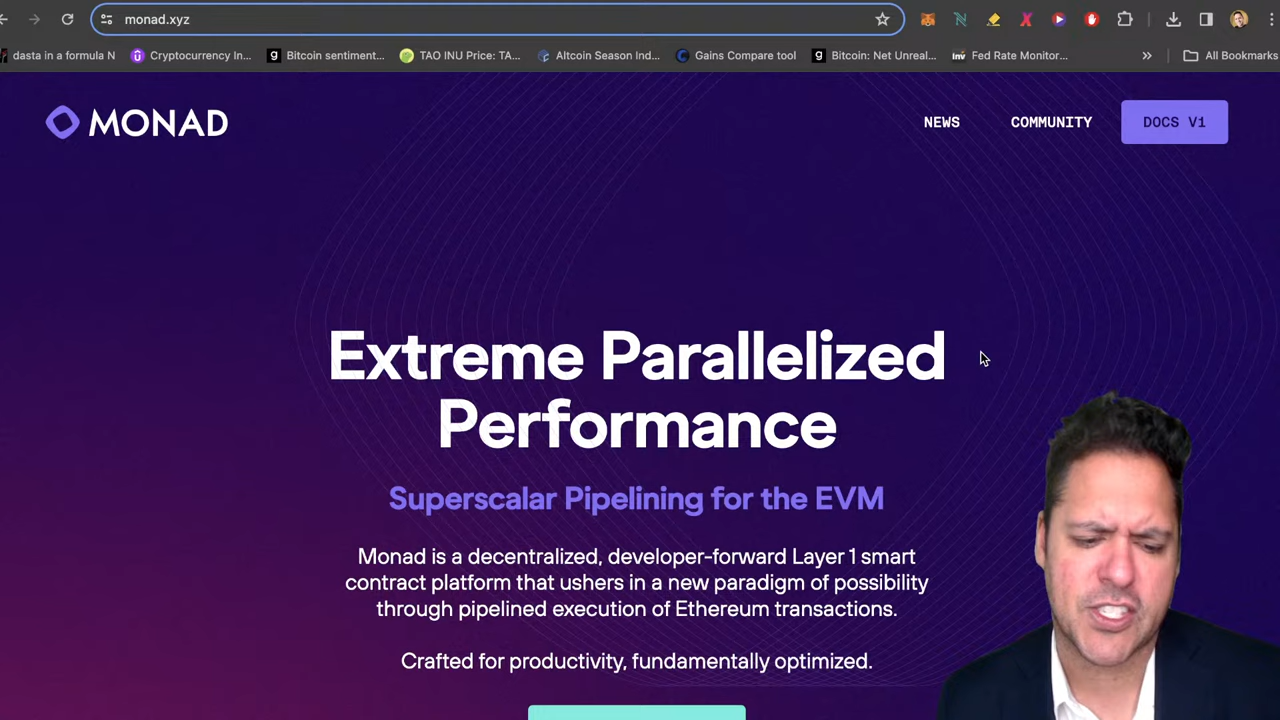 monad.xyz
dasta in a formula N
Cryptocurrency In...
Bitcoin sentiment...
TAO INU Price: TA...
Altcoin Season Ind...
Gains Compare tool
Bitcoin: Net Unreal...
Inv Fed Rate Monitor...
»
All Bookmarks
MONAD
NEWS
COMMUNITY
DOCS V1
Extreme Parallelized
Performance
Superscalar Pipelining for the EVM
Monad is a decentralized, developer-forward Layer 1 smart
contract platform that ushers in a new paradigm of possibility
through pipelined execution of Ethereum transactions.
Crafted for productivity, fundamentally optimized.